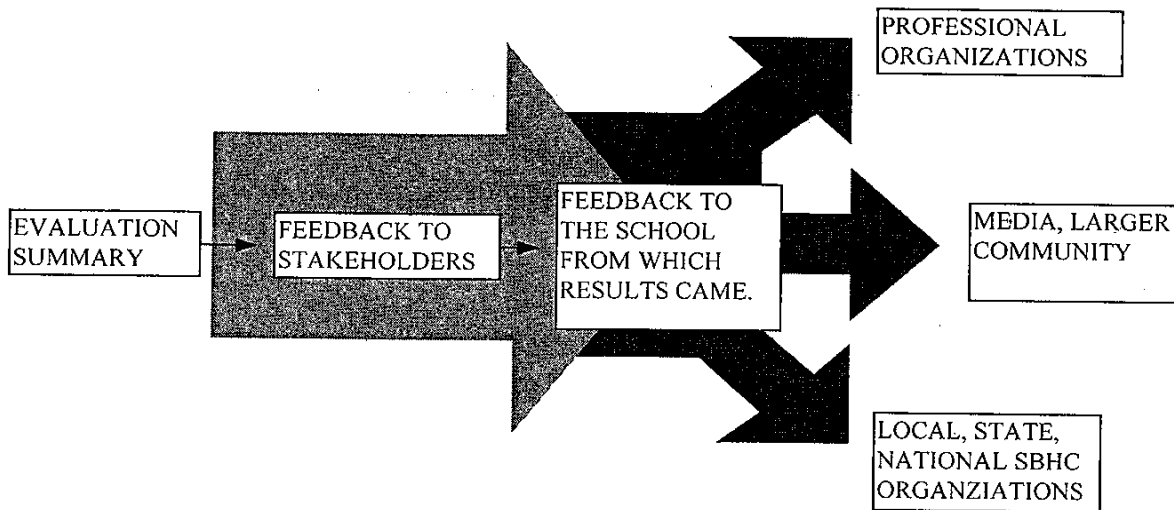 EVALUATION
SUMMARY
FEEDBACK TO
STAKEHOLDERS
FEEDBACK TO
THE SCHOOL
FROM WHICH
RESULTS CAME.
PROFESSIONAL
ORGANIZATIONS
MEDIA, LARGER
COMMUNITY
LOCAL, STATE,
NATIONAL SBHC
ORGANZIATIONS